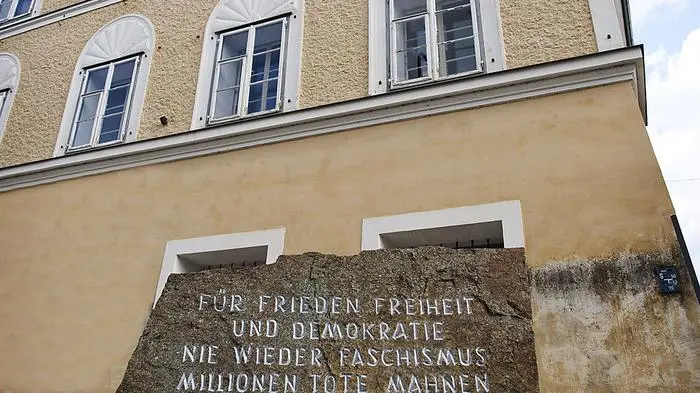 FÜR FRIEDEN FREIHEIT
UND DEMOKRATIE
NIE WIEDER FASCHISMUS
MILLIONEN TOTE MAHNEN